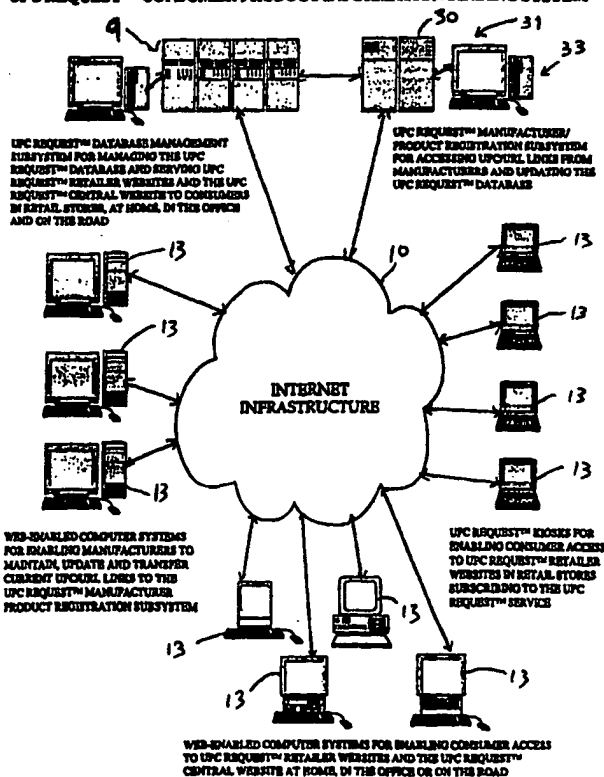 9
30
31
33
UPC REQUEST™ DATABASE MANAGEMENT
SUBSYSTEM FOR MANAGING THE UPC
REQUEST™ DATABASE AND SERVING UPC
REQUEST™ RETAILER WEBSITES AND THE UPC
REQUEST™ CENTRAL WEBSITE TO CONSUMERS
IN RETAIL STORES, AT HOME, IN THE OFFICE
AND ON THE ROAD
UPC REQUEST™ MANUFACTURER/
PRODUCT REGISTRATION SUBSYSTEM
FOR ACCESSING UPC/URL LINKS FROM
MANUFACTURERS AND UPDATING THE
UPC REQUEST™ DATABASE
13
10
13
13
13
13
13
13
INTERNET
INFRASTRUCTURE
WEB-ENABLED COMPUTER SYSTEMS
FOR ENABLING MANUFACTURERS TO
MAINTAIN, UPDATE AND TRANSFER
CURRENT UPC/URL LINKS TO THE
UPC REQUEST™ MANUFACTURER
PRODUCT REGISTRATION SUBSYSTEM
UPC REQUEST™ KIOSKS FOR
ENABLING CONSUMER ACCESS
TO UPC REQUEST™ RETAILER
WEBSITES IN RETAIL STORES
SUBSCRIBING TO THE UPC
REQUEST™ SERVICE
13
13
13
13
WEB-ENABLED COMPUTER SYSTEMS FOR ENABLING CONSUMER ACCESS
TO UPC REQUEST™ RETAILER WEBSITES AND THE UPC REQUEST™
CENTRAL WEBSITE AT HOME, IN THE OFFICE OR ON THE ROAD